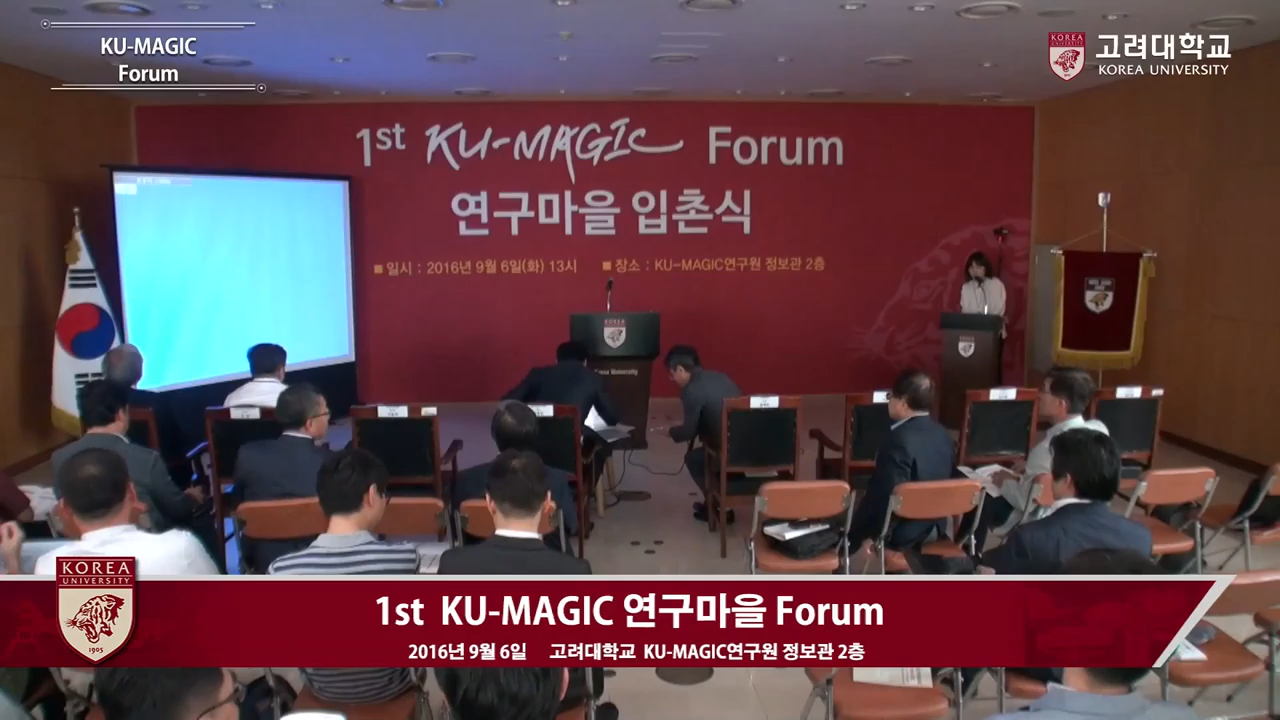 KU-MAGIC
Forum
KOREA
UNIVERSITY
고려대학교
KOREA UNIVERSITY
1st KU-MAGIC Forum
연구마을 입촌식
■ 일시 : 2016년 9월 6일(화) 13시 ■ 장소 : KU-MAGIC연구원 정보관 2층
KOREA
UNIVERSITY
1905
1st KU-MAGIC 연구마을 Forum
2016년 9월 6일 고려대학교 KU-MAGIC연구원 정보관 2층